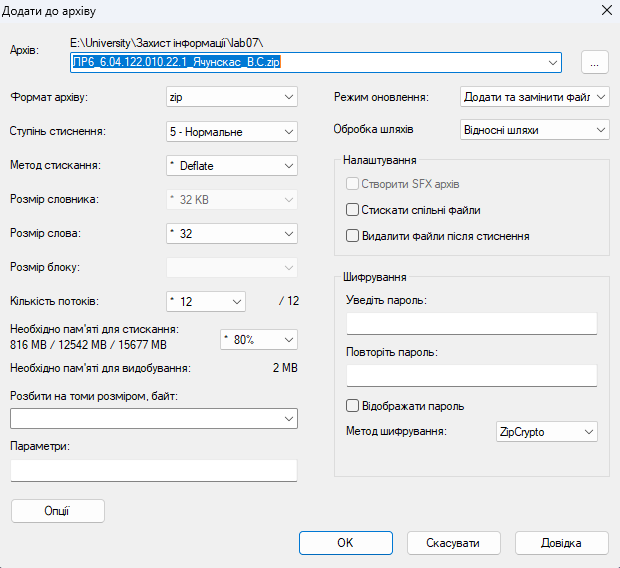 Додати до архіву
Архів:
E:\University\Захист інформації\lab07\
ПР6_6.04.122.010.22.1_Ячунскас_В.С.zip
...
Формат архіву:
zip
Режим оновлення:
Додати та замінити файл
Ступінь стиснення:
5 - Нормальне
Обробка шляхів
Відносні шляхи
Метод стискання:
* Deflate
Налаштування
Створити SFX архів
Розмір словника:
* 32 KB
Стискати спільні файли
Розмір слова:
* 32
Видалити файли після стиснення
Розмір блоку:
Шифрування
Кількість потоків:
* 12
/ 12
Уведіть пароль:
Необхідно пам'яті для стискання:
816 MB / 12542 MB / 15677 MB
* 80%
Повторіть пароль:
Необхідно пам'яті для видобування:
2 MB
Розбити на томи розміром, байт:
Відображати пароль
Метод шифрування:
ZipCrypto
Параметри:
Опції
OK
Скасувати
Довідка